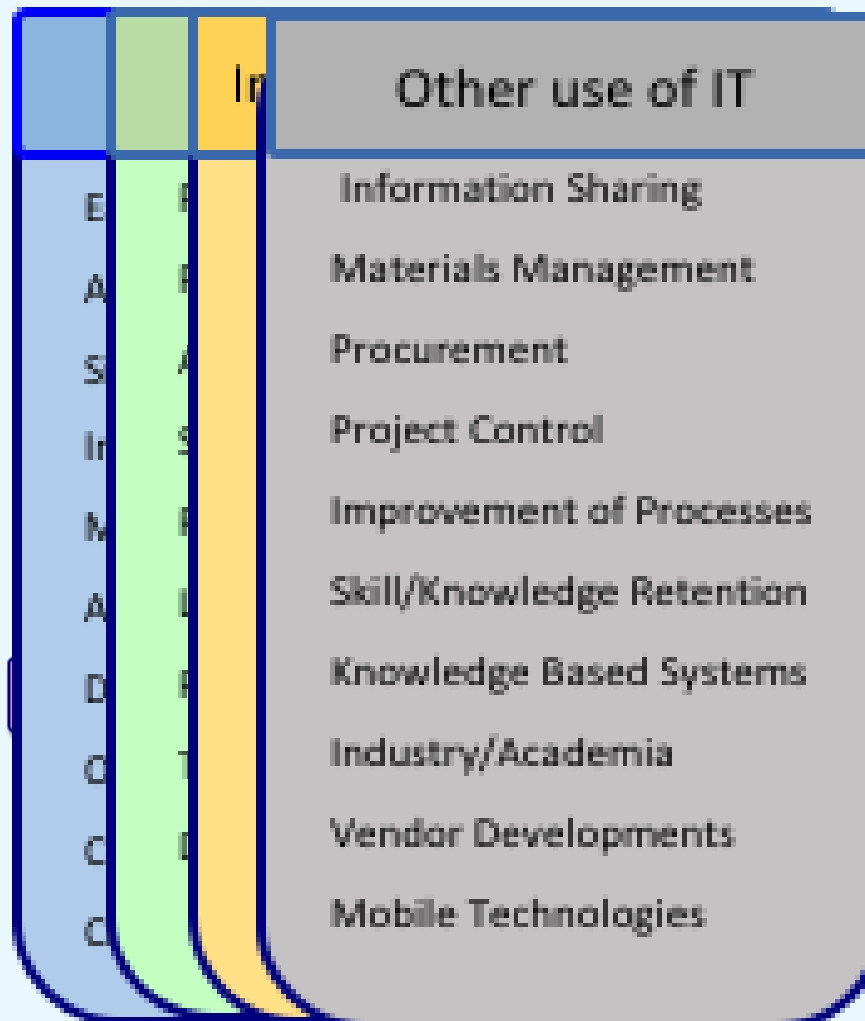 Other use of IT
Information Sharing
Materials Management
Procurement
Project Control
Improvement of Processes
Skill/Knowledge Retention
Knowledge Based Systems
Industry/Academia
Vendor Developments
Mobile Technologies